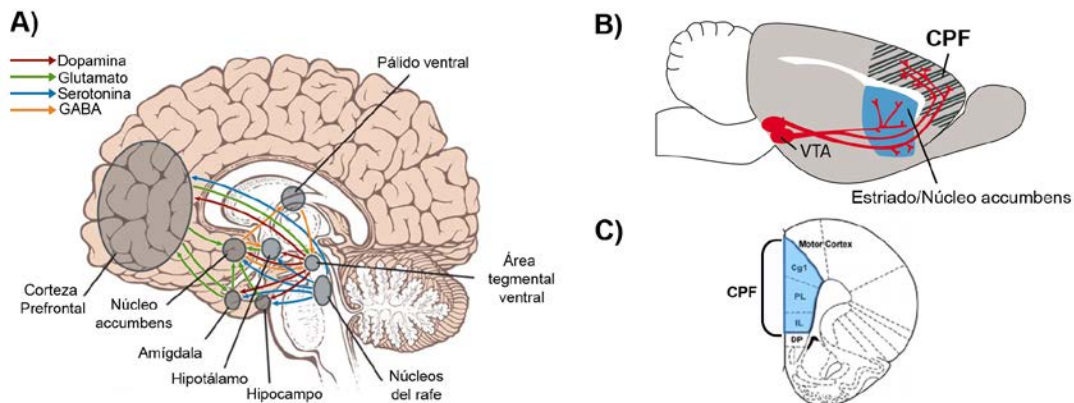 A)
Dopamina
Glutamato
Serotonina
GABA
Pálido ventral
Corteza
Prefrontal
Núcleo
accumbens
Amígdala
Hipotálamo
Hipocampo
Núcleos
del rafe
Área
tegmental
ventral
B)
CPF
VTA
Estriado/Núcleo accumbens
C)
CPF
Motor Cortex
Cg1
PL
IL
DP